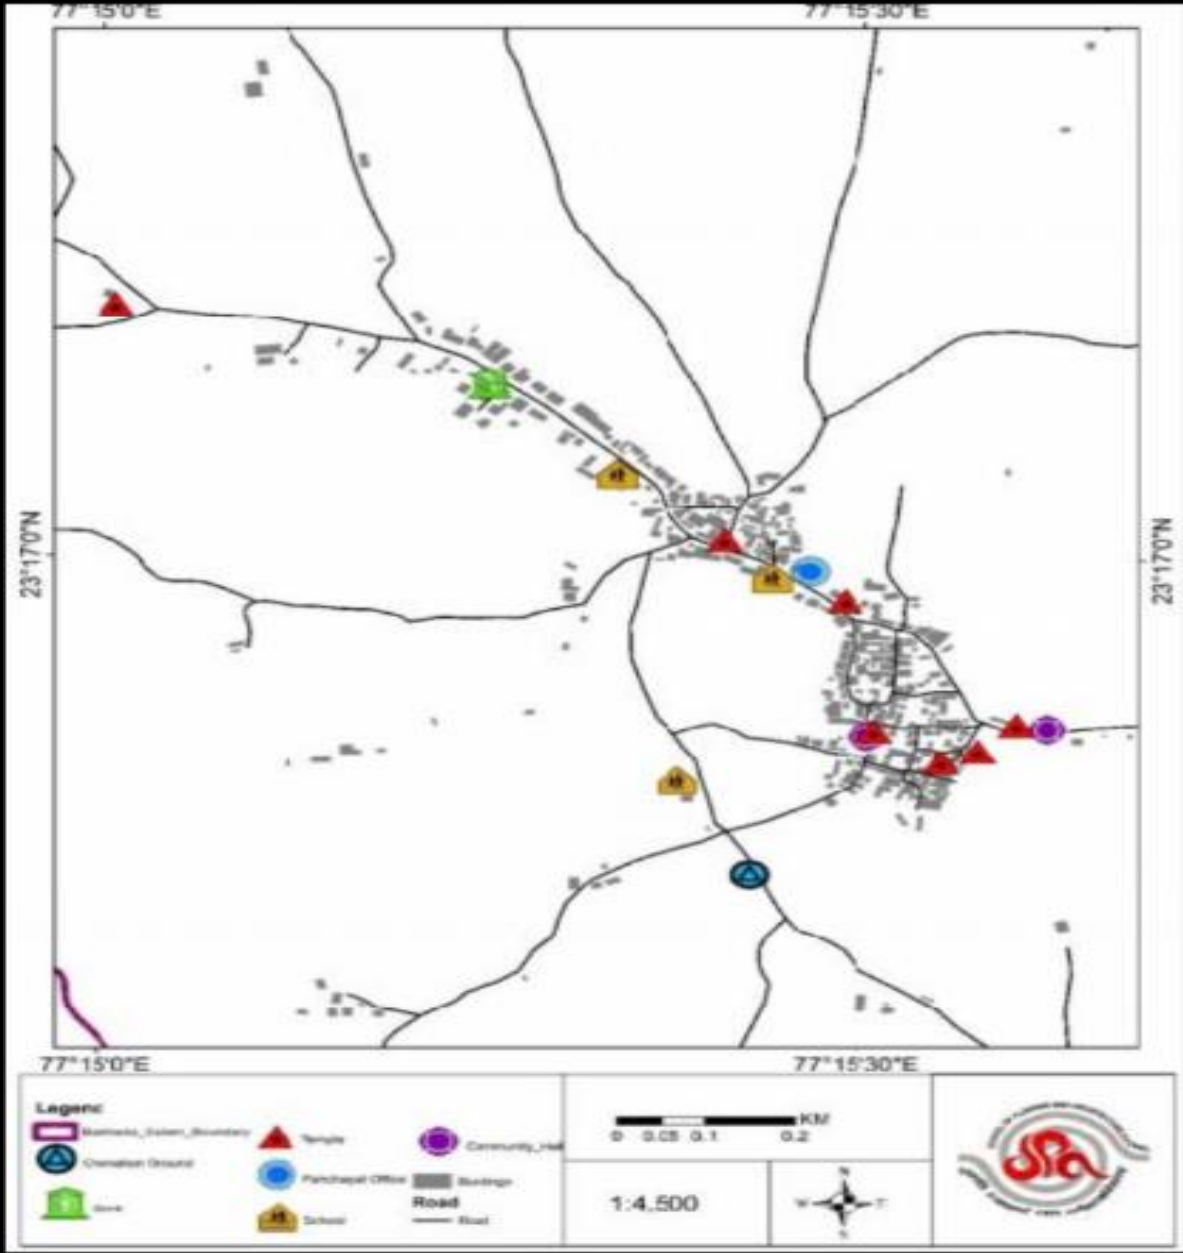 77°15'0"E 77°15'30"E
23°17'0"N 23°17'0"N
77°15'0"E 77°15'30"E
Legend
Temple
Community_Hall
Cremation Ground
Panchayat Office
Buildings
Road
School
Road
KM
0 0.05 0.1 0.2
1:4,500
N
W E
S
spa